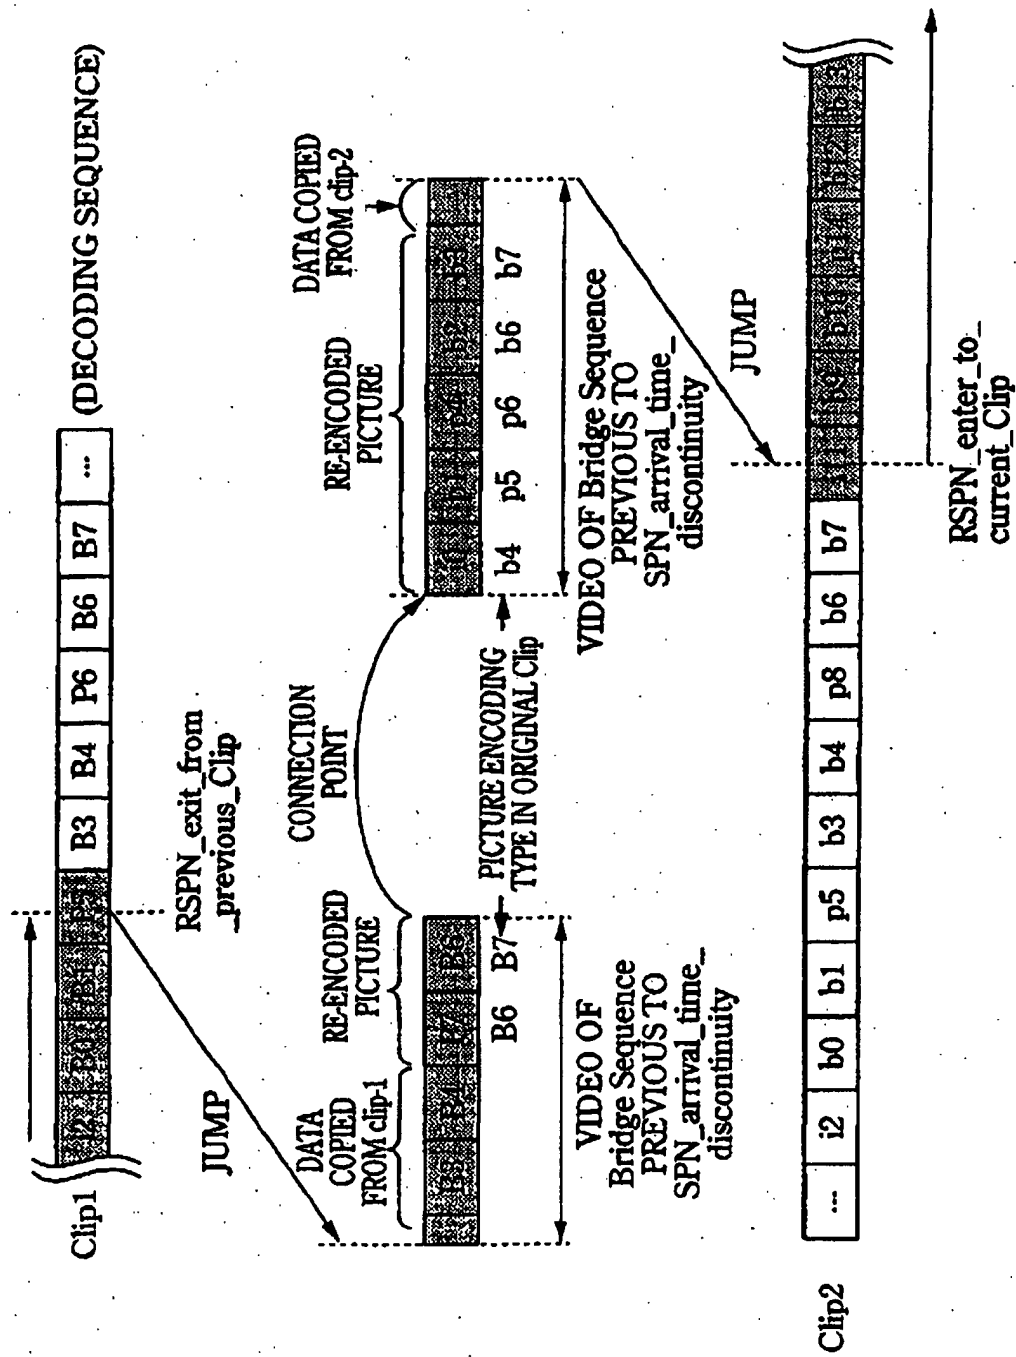 Clip1
(DECODING SEQUENCE)
B3 B4 P6 B6 B7 ...
JUMP
RSPN_exit_from
_previous_Clip
DATA
COPIED
FROM clip-1
RE-ENCODED
PICTURE
CONNECTION
POINT
RE-ENCODED
PICTURE
DATA COPIED
FROM clip-2
B6 B7
PICTURE ENCODING
TYPE IN ORIGINAL Clip
b4 p5 p6 b6 b7
VIDEO OF
Bridge Sequence
PREVIOUS TO
SPN_arrival_time_
discontinuity
VIDEO OF Bridge Sequence
PREVIOUS TO
SPN_arrival_time_
discontinuity
JUMP
Clip2
... i2 b0 b1 p5 b3 b4 p8 b6 b7
RSPN_enter_to_
current_Clip